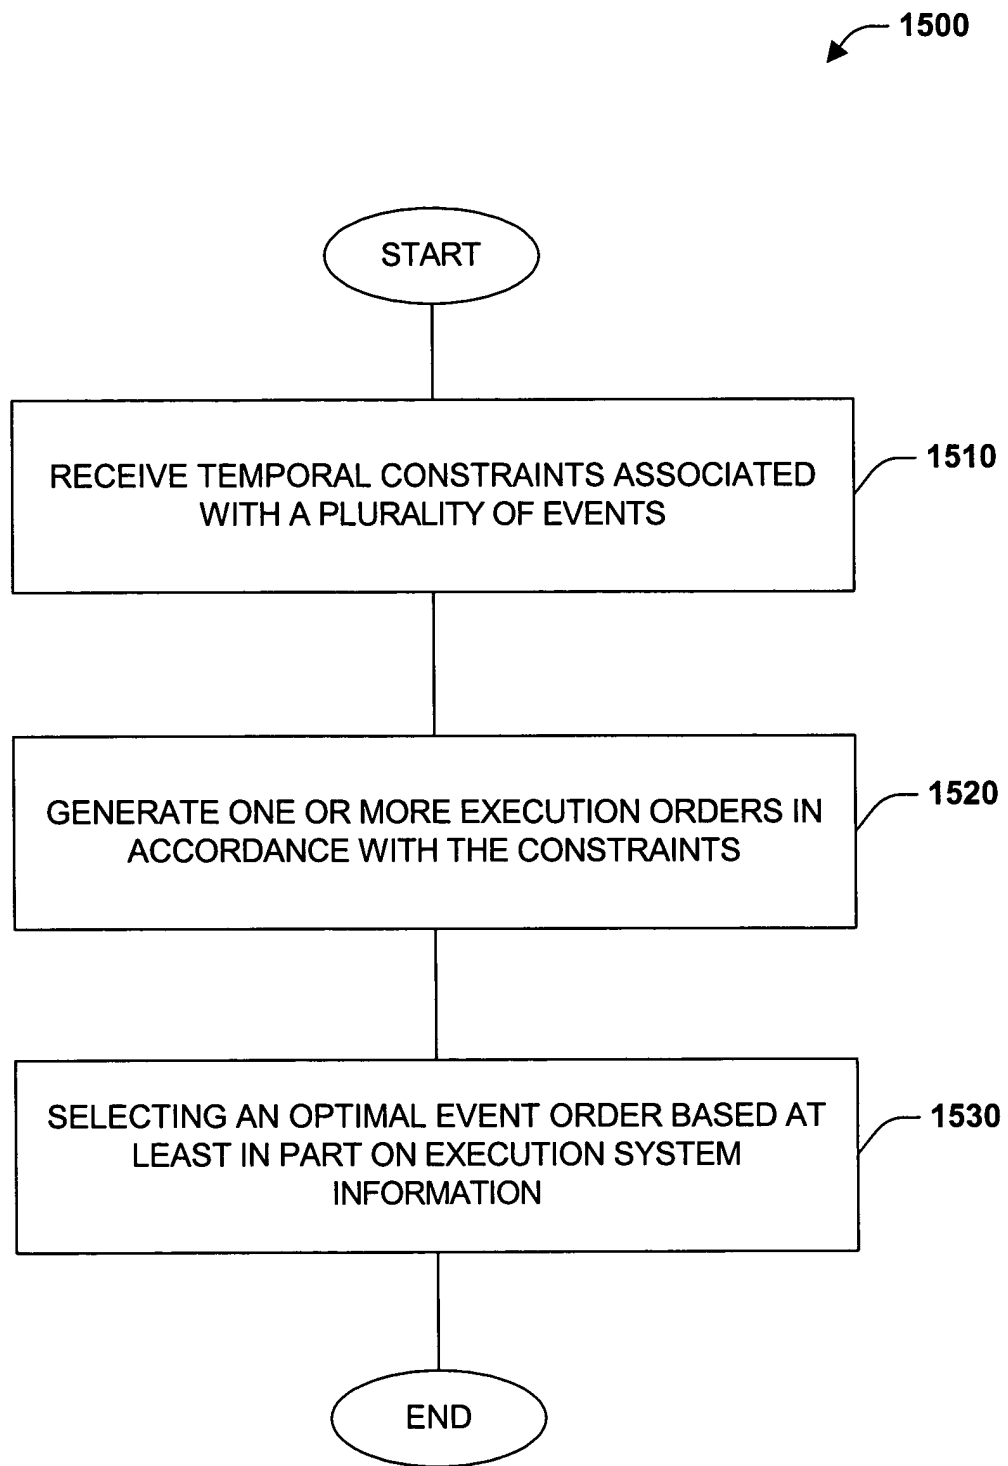 1500
START
RECEIVE TEMPORAL CONSTRAINTS ASSOCIATED
WITH A PLURALITY OF EVENTS
1510
GENERATE ONE OR MORE EXECUTION ORDERS IN
ACCORDANCE WITH THE CONSTRAINTS
1520
SELECTING AN OPTIMAL EVENT ORDER BASED AT
LEAST IN PART ON EXECUTION SYSTEM
INFORMATION
1530
END